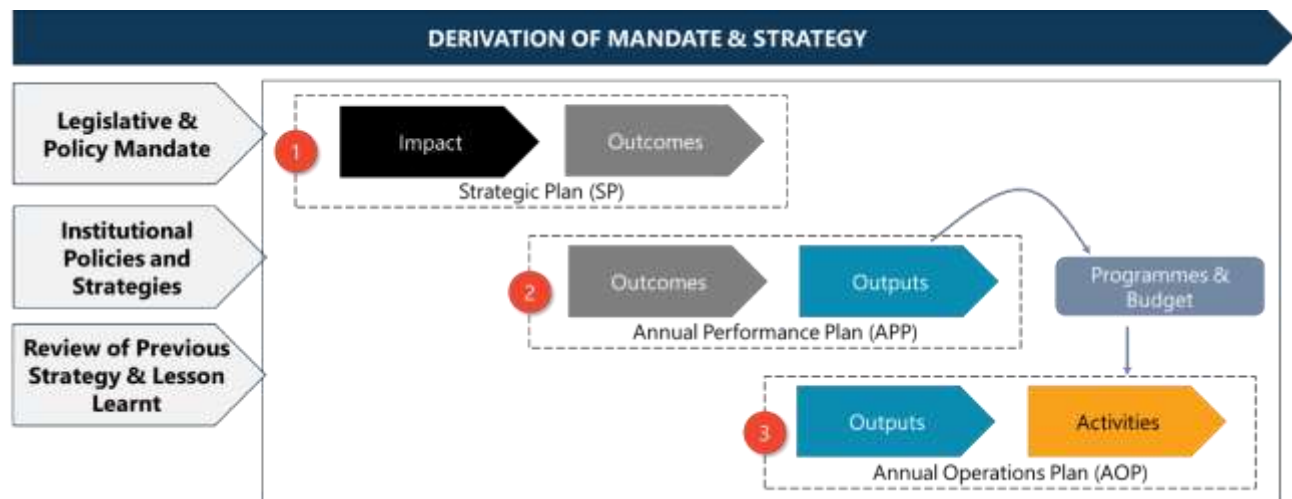 DERIVATION OF MANDATE & STRATEGY
Legislative &
Policy Mandate
Institutional
Policies and
Strategies
Review of Previous
Strategy & Lesson
Learnt
1
Impact
Outcomes
Strategic Plan (SP)
2
Outcomes
Outputs
Annual Performance Plan (APP)
Programmes &
Budget
3
Outputs
Activities
Annual Operations Plan (AOP)